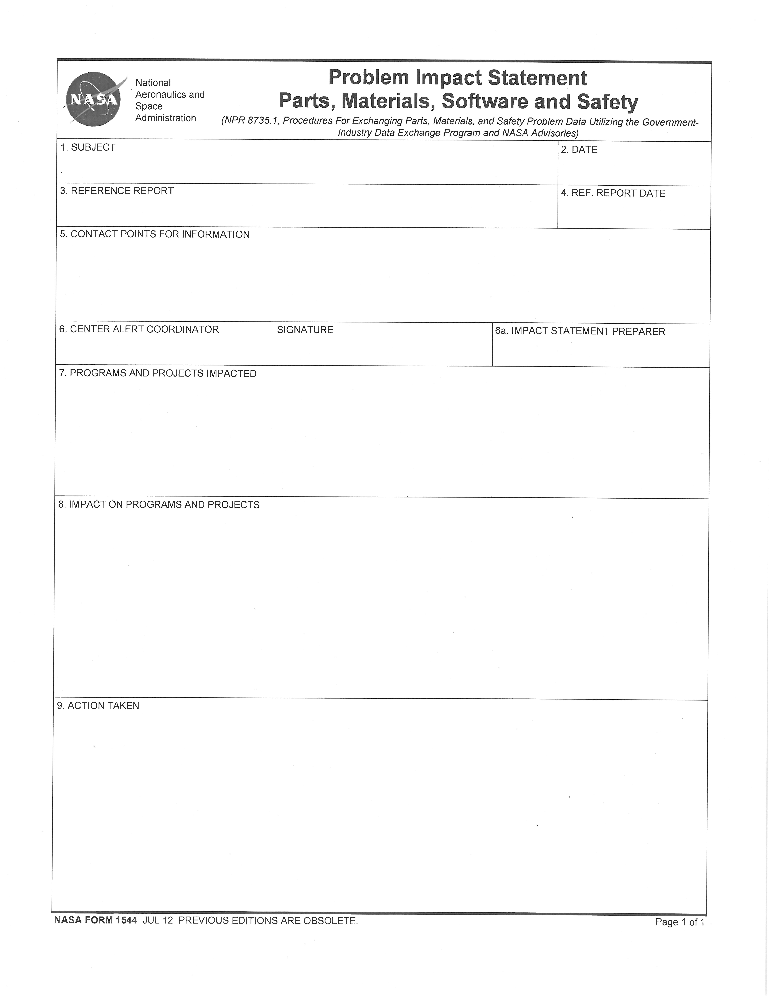 NASA
National
Aeronautics and
Space
Administration
Problem Impact Statement
Parts, Materials, Software and Safety
(NPR 8735.1, Procedures For Exchanging Parts, Materials, and Safety Problem Data Utilizing the Government-
Industry Data Exchange Program and NASA Advisories)
1. SUBJECT
2. DATE
3. REFERENCE REPORT
4. REF. REPORT DATE
5. CONTACT POINTS FOR INFORMATION
6. CENTER ALERT COORDINATOR SIGNATURE
6a. IMPACT STATEMENT PREPARER
7. PROGRAMS AND PROJECTS IMPACTED
8. IMPACT ON PROGRAMS AND PROJECTS
9. ACTION TAKEN
NASA FORM 1544 JUL 12 PREVIOUS EDITIONS ARE OBSOLETE.
Page 1 of 1